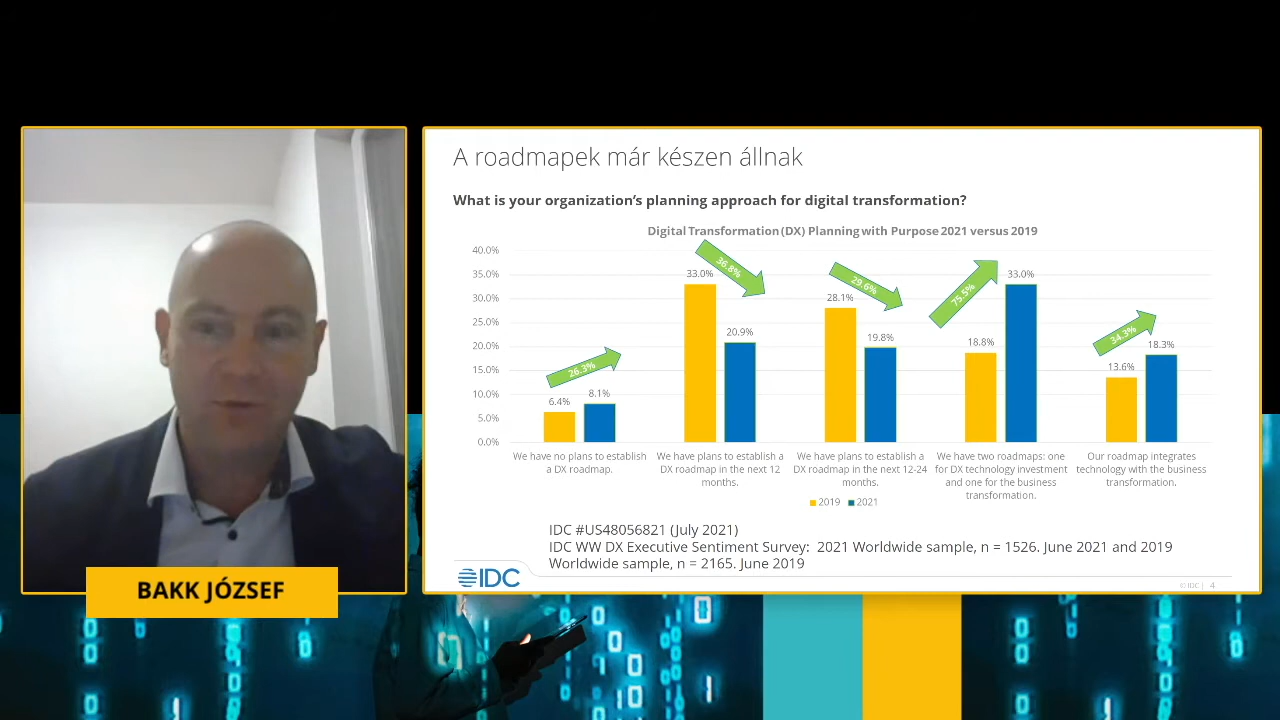 A roadmapek már készen állnak
What is your organization's planning approach for digital transformation?
Digital Transformation (DX) Planning with Purpose 2021 versus 2019
40.0%
35.0%
30.0%
25.0%
20.0%
15.0%
10.0%
5.0%
0.0%
26.3%
6.4%
8.1%
36.8%
33.0%
20.9%
29.6%
28.1%
19.8%
75.5%
18.8%
33.0%
34.3%
13.6%
18.3%
We have no plans to establish
a DX roadmap.
We have plans to establish a
DX roadmap in the next 12
months.
We have plans to establish a
DX roadmap in the next 12-24
months.
We have two roadmaps: one
for DX technology investment
and one for the business
transformation.
Our roadmap integrates
technology with the business
transformation.
2019 2021
IDC #US48056821 (July 2021)
IDC WW DX Executive Sentiment Survey: 2021 Worldwide sample, n = 1526. June 2021 and 2019
Worldwide sample, n = 2165. June 2019
IDC
© IDC | 4
BAKK JÓZSEF